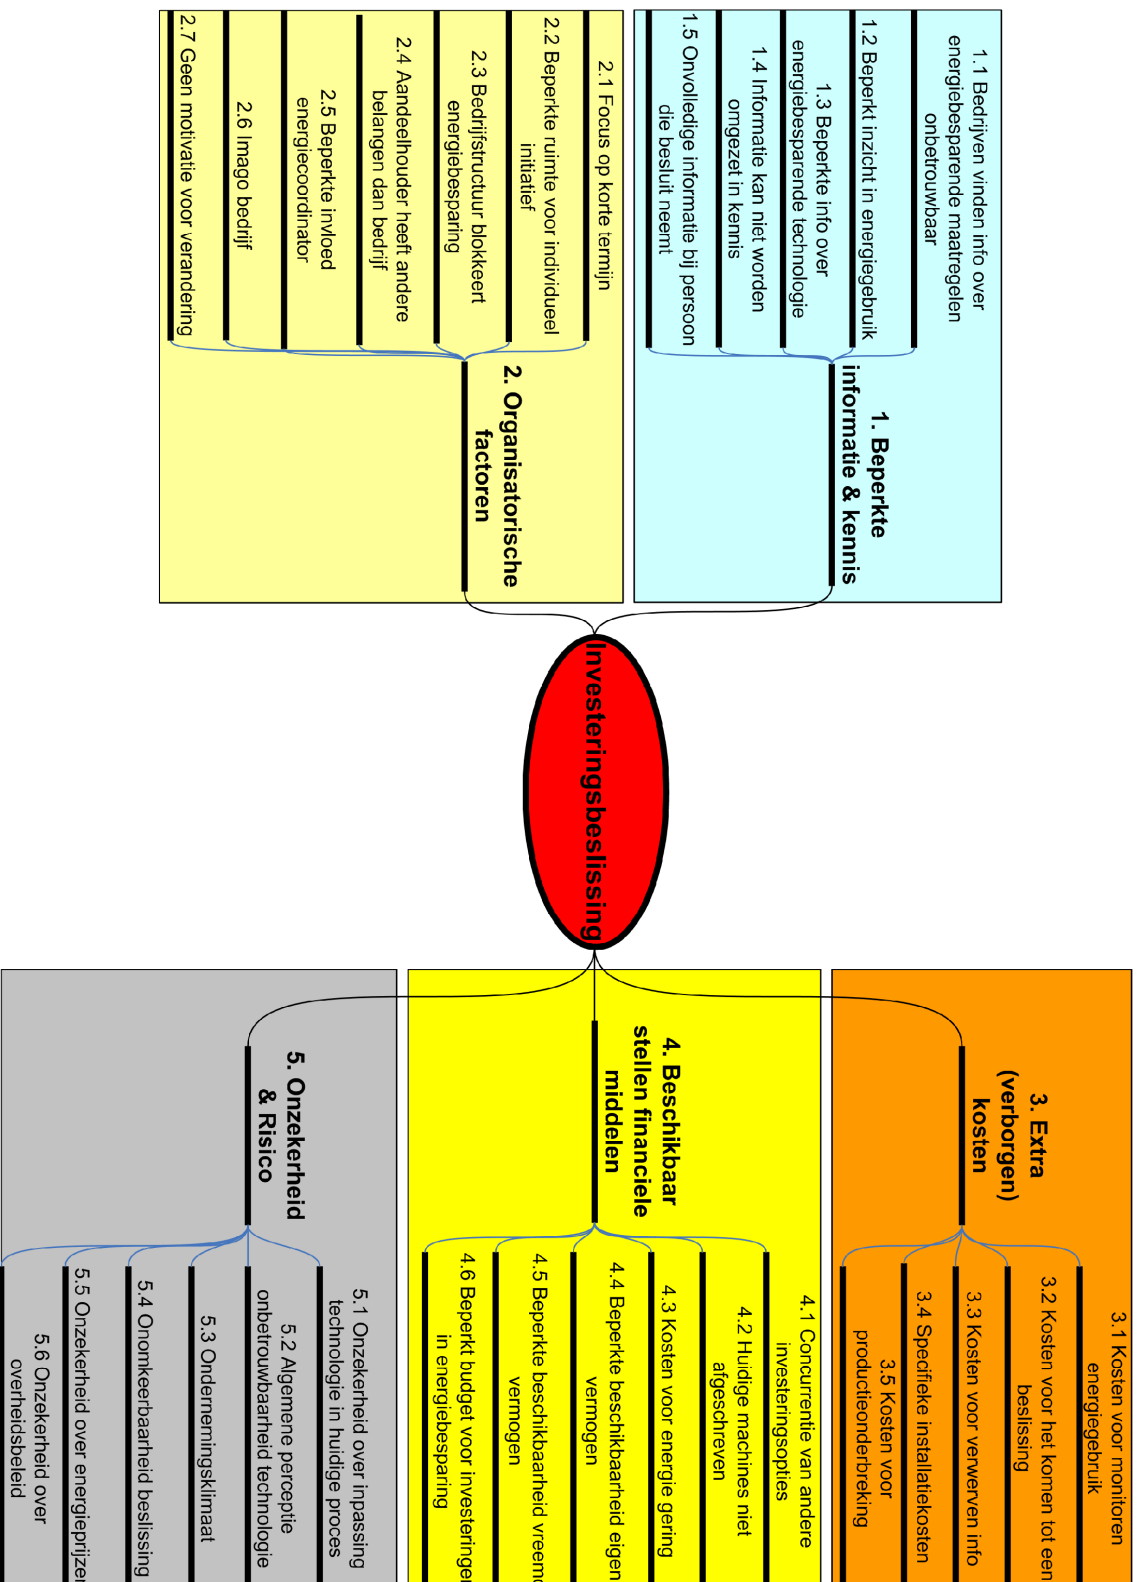 1. Beperkte
informatie & kennis
1.1 Bedrijven vinden info over
energiebesparende maatregelen
onbetrouwbaar
1.2 Beperkt inzicht in energiegebruik
1.3 Beperkte info over
energiebesparende technologie
1.4 Informatie kan niet worden
omgezet in kennis
1.5 Onvolledige informatie bij persoon
die besluit neemt
2. Organisatorische
factoren
2.1 Focus op korte termijn
2.2 Beperkte ruimte voor individueel
initiatief
2.3 Bedrijfstructuur blokkeert
energiebesparing
2.4 Aandeelhouder heeft andere
belangen dan bedrijf
2.5 Beperkte invloed
energiecoordinator
2.6 Imago bedrijf
2.7 Geen motivatie voor verandering
Investeringsbeslissing
3. Extra
(verborgen)
kosten
3.1 Kosten voor monitoren
energiegebruik
3.2 Kosten voor het komen tot een
beslissing
3.3 Kosten voor verwerven info
3.4 Specifieke installatiekosten
3.5 Kosten voor
productieonderbreking
4. Beschikbaar
stellen financiele
middelen
4.1 Concurrentie van andere
investeringsopties
4.2 Huidige machines niet
afgeschreven
4.3 Kosten voor energie gering
4.4 Beperkte beschikbaarheid eigen
vermogen
4.5 Beperkte beschikbaarheid vreemd
vermogen
4.6 Beperkt budget voor investeringen
in energiebesparing
5. Onzekerheid
& Risico
5.1 Onzekerheid over inpassing
technologie in huidige proces
5.2 Algemene perceptie
onbetrouwbaarheid technologie
5.3 Ondernemingsklimaat
5.4 Onomkeerbaarheid beslissing
5.5 Onzekerheid over energieprijzen
5.6 Onzekerheid over
overheidsbeleid